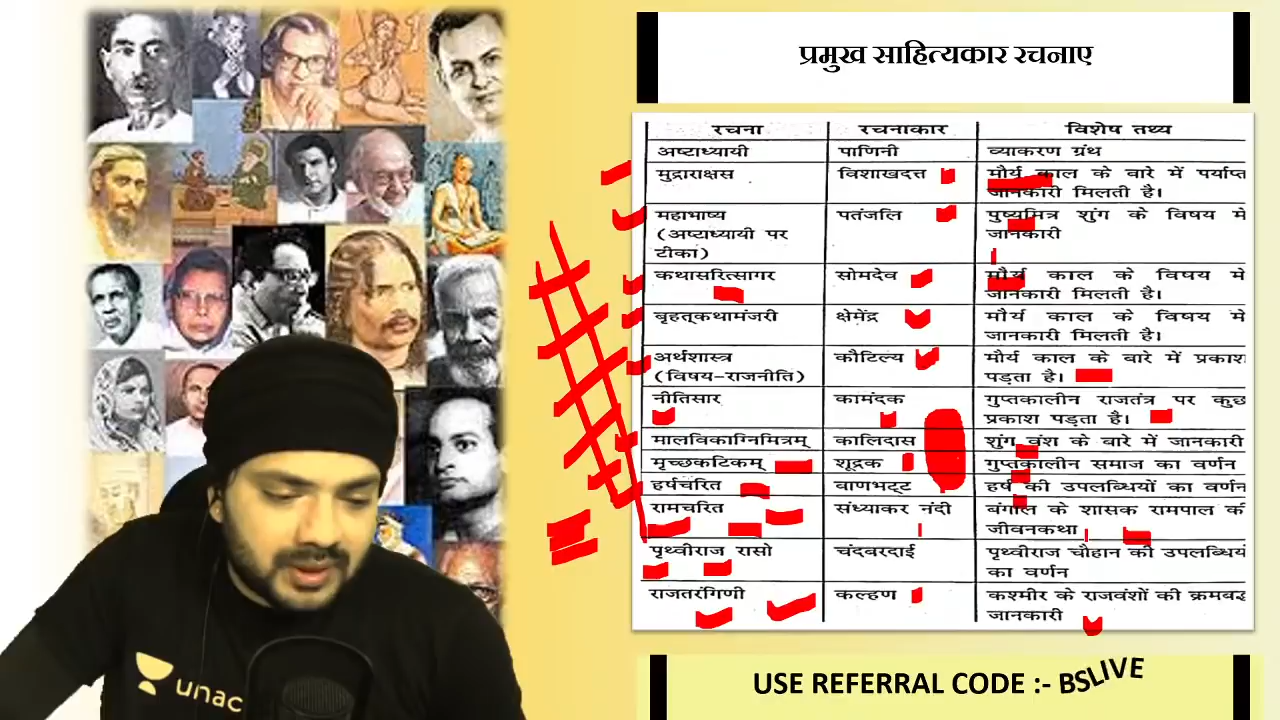 प्रमुख साहित्यकार रचनाए
रचना रचनाकार विशेष तथ्य
अष्टाध्यायी पाणिनी व्याकरण ग्रंथ
मुद्राराक्षस विशाखदत्त मौर्य काल के बारे में पर्याप्त
जानकारी मिलती है।
महाभाष्य पतंजलि पुष्यमित्र शुंग के विषय में
(अष्टाध्यायी पर जानकारी
टीका)
कथासरित्सागर सोमदेव मौर्य काल के विषय में
जानकारी मिलती है।
बृहत्कथामंजरी क्षेमेंद्र मौर्य काल के विषय में
जानकारी मिलती है।
अर्थशास्त्र कौटिल्य मौर्य काल के बारे में प्रकाश
(विषय-राजनीति) पड़ता है।
नीतिसार कामंदक गुप्तकालीन राजतंत्र पर कुछ
प्रकाश पड़ता है।
मालविकाग्निमित्रम् कालिदास शुंग वंश के बारे में जानकारी
मृच्छकटिकम् शूद्रक गुप्तकालीन समाज का वर्णन
हर्षचरित बाणभट्ट हर्ष की उपलब्धियों का वर्णन
रामचरित संध्याकर नंदी बंगाल के शासक रामपाल की
जीवनकथा
पृथ्वीराज रासो चंदबरदाई पृथ्वीराज चौहान की उपलब्धियों
का वर्णन
राजतरंगिणी कल्हण कश्मीर के राजवंशों की क्रमबद्ध
जानकारी
unac
USE REFERRAL CODE :- BSLIVE